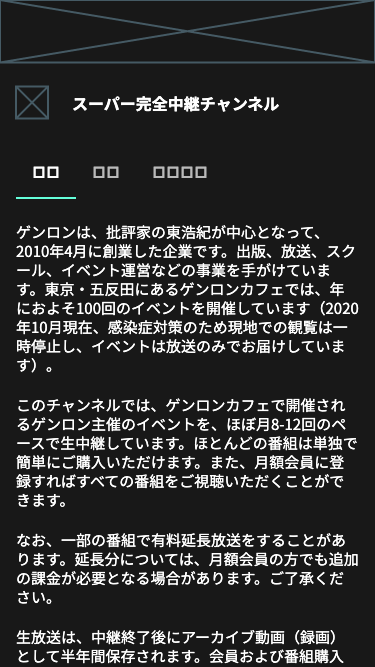 スーパー完全中継チャンネル
ゲンロンは、批評家の東浩紀が中心となって、
2010年4月に創業した企業です。出版、放送、スク
ール、イベント運営などの事業を手がけていま
す。東京・五反田にあるゲンロンカフェでは、年
におよそ100回のイベントを開催しています（2020
年10月現在、感染症対策のため現地での観覧は一
時停止し、イベントは放送のみでお届けしていま
す）。
このチャンネルでは、ゲンロンカフェで開催され
るゲンロン主催のイベントを、ほぼ月8-12回のペ
ースで生中継しています。ほとんどの番組は単独で
簡単にご購入いただけます。また、月額会員に登
録すればすべての番組をご視聴いただくことがで
きます。
なお、一部の番組で有料延長放送をすることがあ
ります。延長分については、月額会員の方でも追加
の課金が必要となる場合があります。ご了承くだ
さい。
生放送は、中継終了後にアーカイブ動画（録画）
として半年間保存されます。会員および番組購入